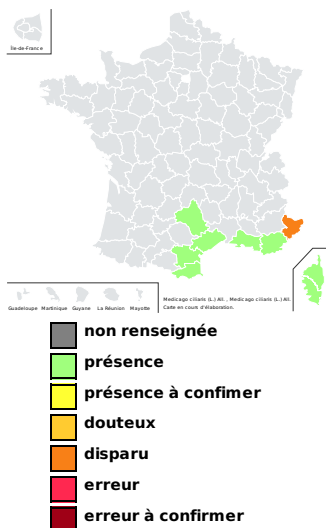 Île-de-France
Guadeloupe Martinique Guyane La Réunion Mayotte
Medicago ciliaris (L.) All. , Medicago ciliaris (L.) All.
Carte en cours d'élaboration.
non renseignée
présence
présence à confimer
douteux
disparu
erreur
erreur à confirmer